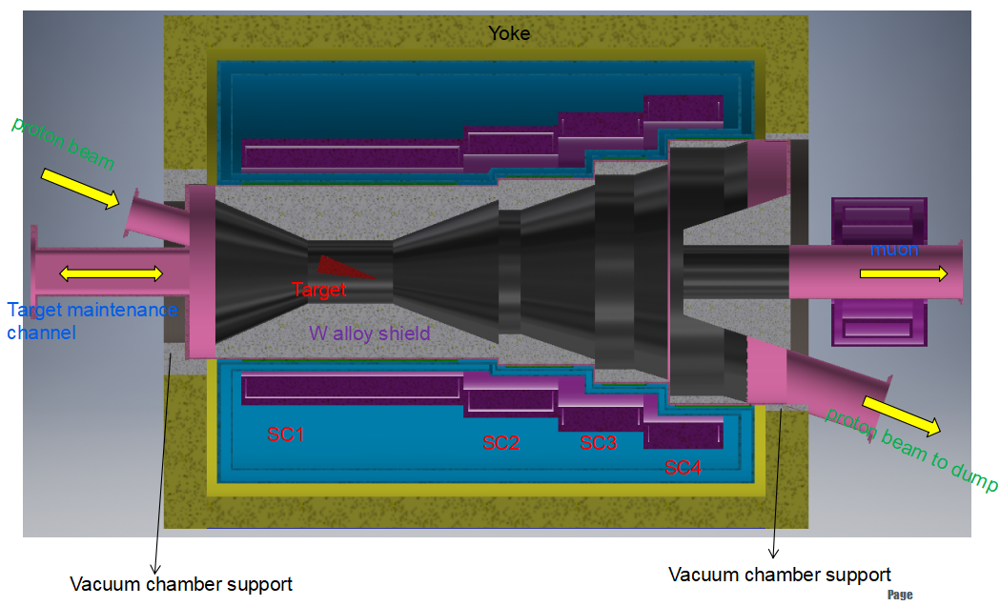 Yoke
proton beam
muon
Target
Target maintenance
channel
W alloy shield
SC1
SC2
SC3
SC4
proton beam to dump
Vacuum chamber support
Vacuum chamber support
Page